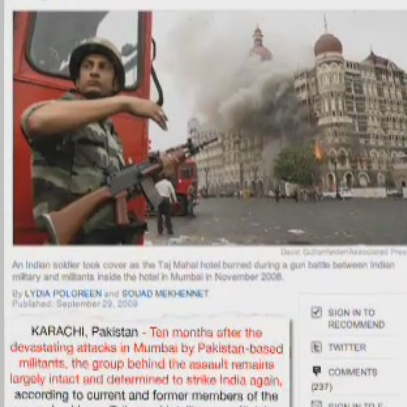 David Guttenfelder/Associated Press
An Indian soldier took cover as the Taj Mahal hotel burned during a gun battle between Indian
military and militants inside the hotel in Mumbai in November 2008.
By LYDIA POLGREEN and SOUAD MEKHENNET
Published: September 29, 2009
KARACHI, Pakistan - Ten months after the
devastating attacks in Mumbai by Pakistan-based
militants, the group behind the assault remains
largely intact and determined to strike India again,
according to current and former members of the
SIGN IN TO
RECOMMEND
TWITTER
COMMENTS
(237)
SIGN IN TO E-